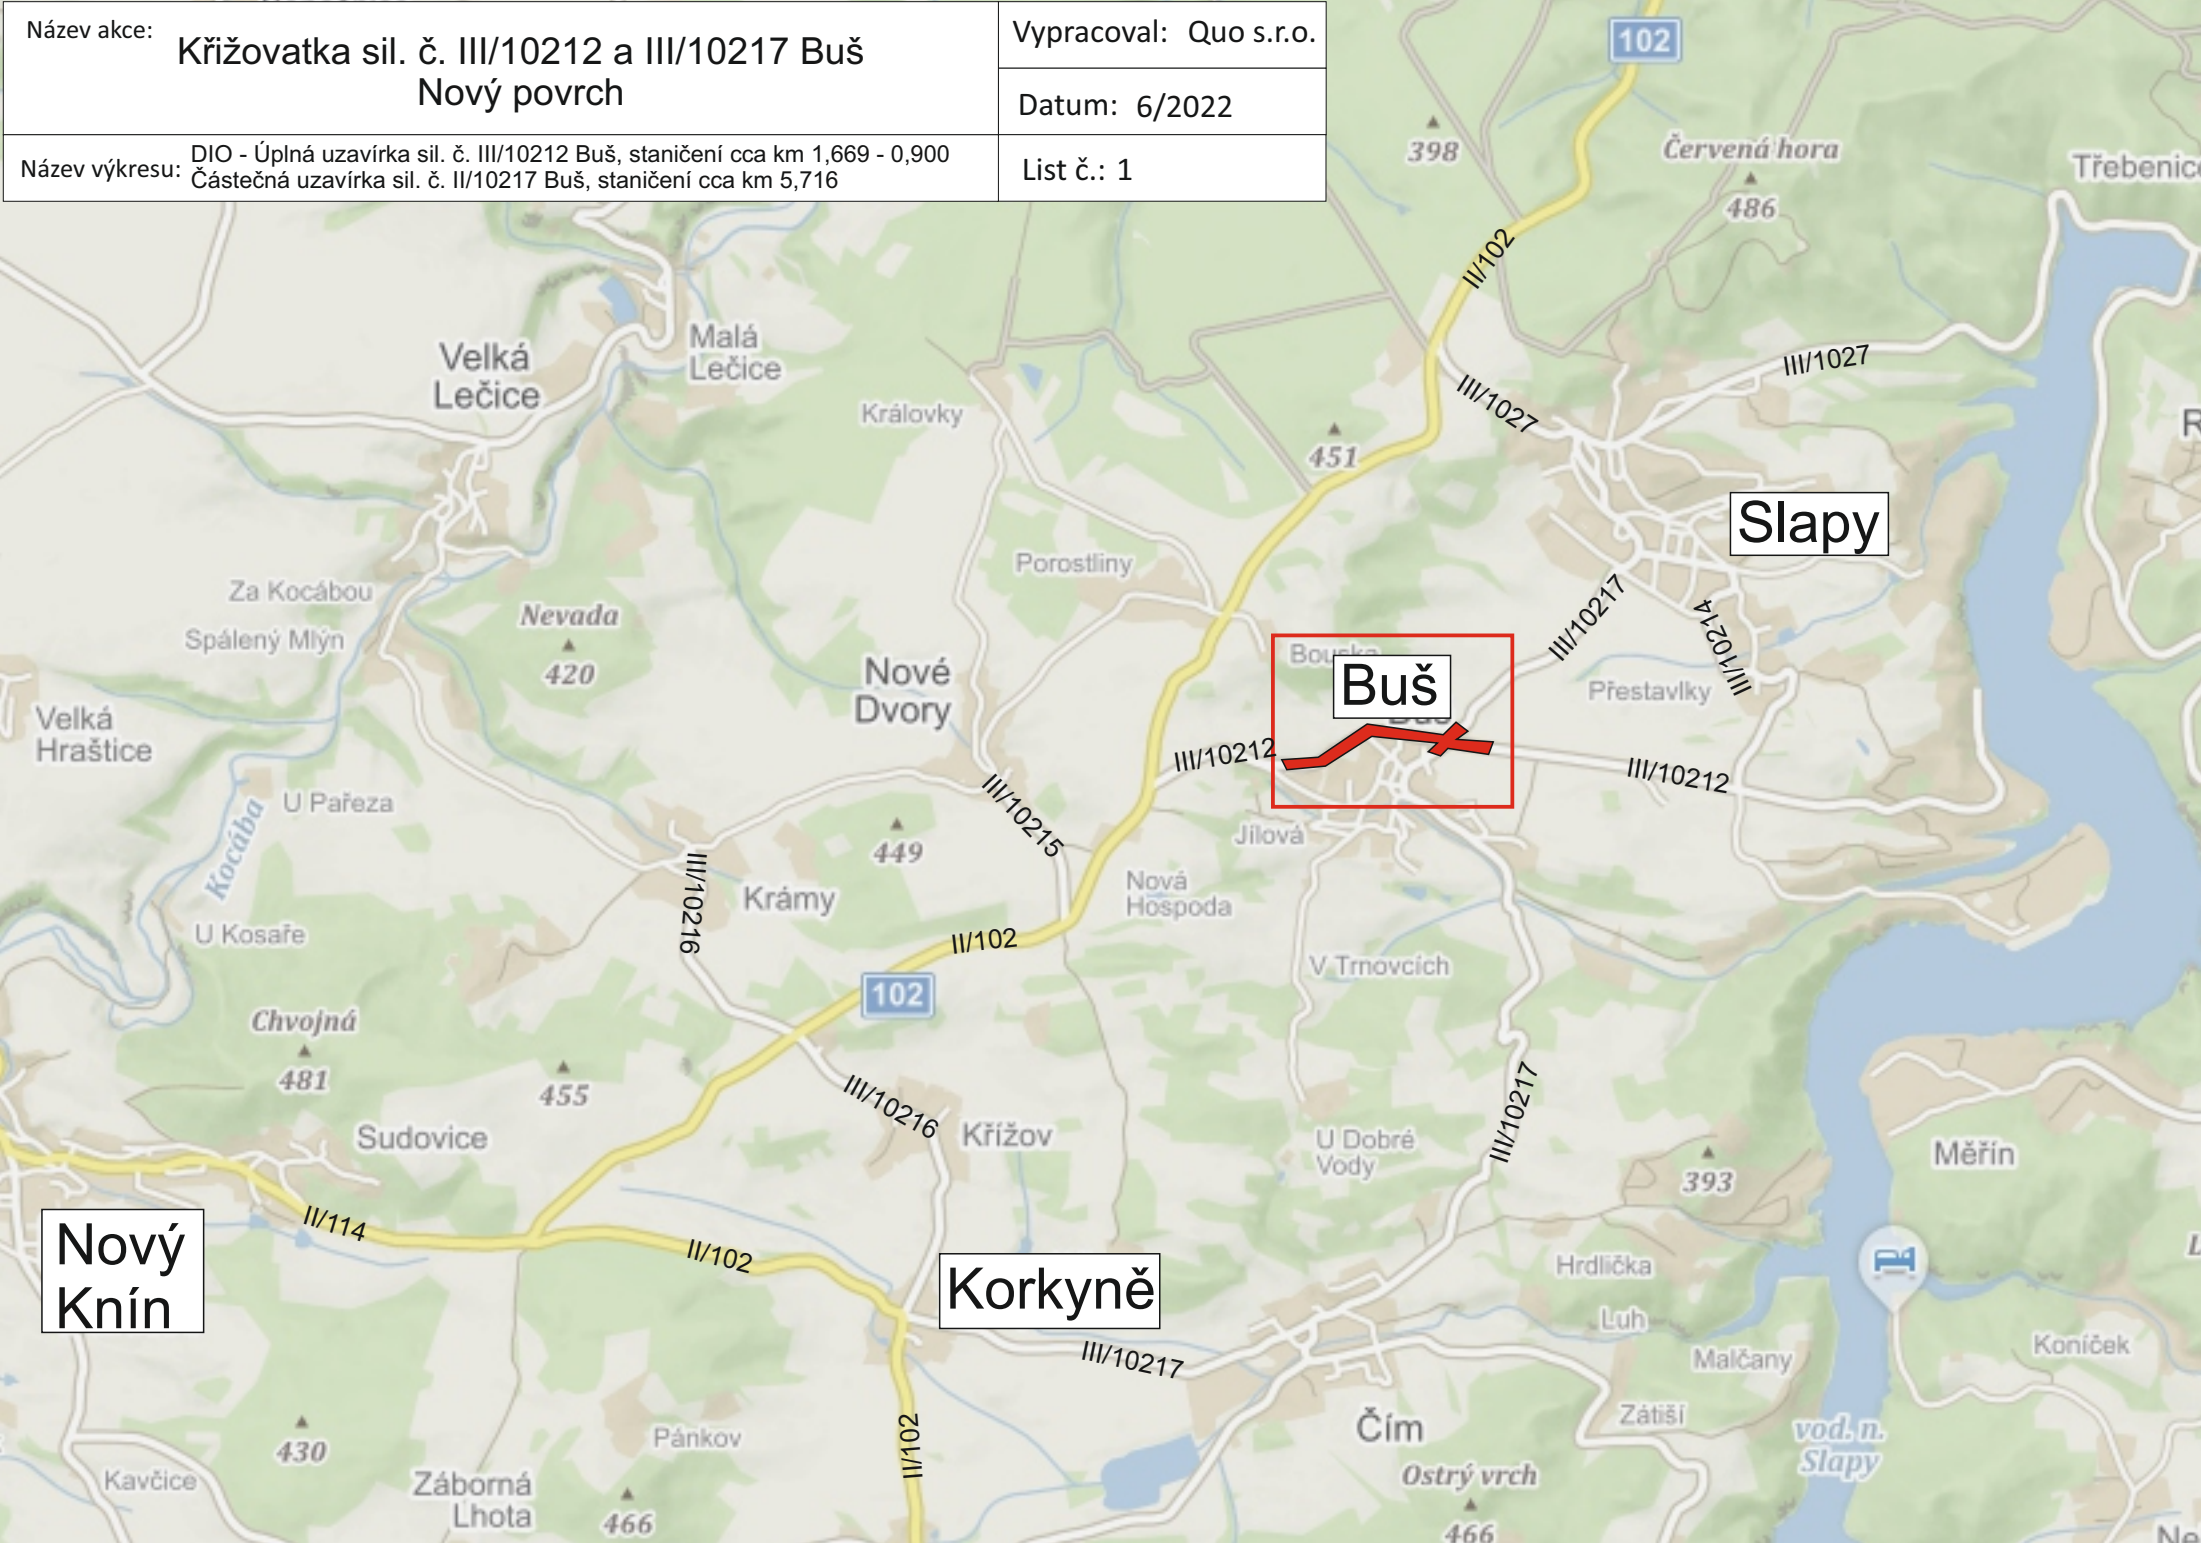 Název akce:
Křižovatka sil. č. III/10212 a III/10217 Buš
Nový povrch
Vypracoval: Quo s.r.o.
Datum: 6/2022
Název výkresu:
DIO - Úplná uzavírka sil. č. III/10212 Buš, staničení cca km 1,669 - 0,900
Částečná uzavírka sil. č. II/10217 Buš, staničení cca km 5,716
List č.: 1
102
398
Červená hora
486
Třebenice
II/102
Malá
Lečice
Velká
Lečice
Královky
III/1027
III/1027
451
Slapy
Porostliny
Za Kocábou
Spálený Mlýn
Nevada
420
III/10217
III/10214
Nové
Dvory
Bouska
Buš
Přestavlky
Velká
Hraštice
III/10212
III/10212
U Pařeza
Kocába
III/10215
449
Jílová
Krámy
III/10216
Nová
Hospoda
U Kosaře
II/102
102
V Trnovcích
Chvojná
481
455
III/10216
III/10217
Sudovice
Křížov
U Dobré
Vody
393
Měřín
II/114
Nový
Knín
II/102
Korkyně
Hrdlička
Luh
III/10217
Malčany
Koníček
Čím
Zátiší
II/102
430
Pánkov
vod. n.
Slapy
Kavčice
Záborná
Lhota
466
Ostrý vrch
466